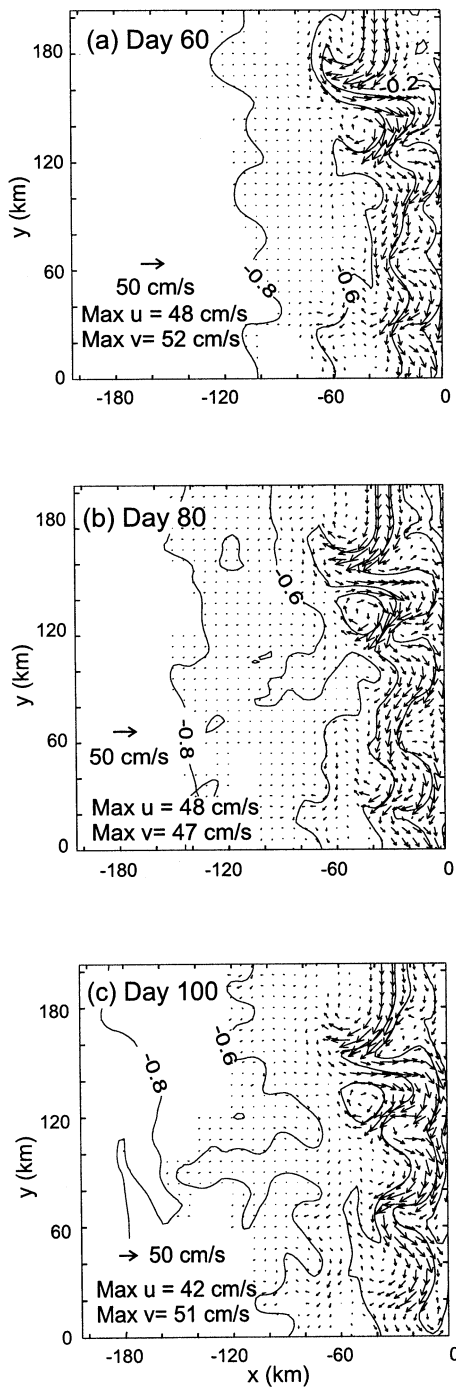 (a) Day 60
180
120
60
0
y (km)
-0.2
-0.8
-0.6
50 cm/s
Max u = 48 cm/s
Max v= 52 cm/s
-180
-120
-60
0
(b) Day 80
180
120
60
0
y (km)
-0.6
-0.8
50 cm/s
Max u = 48 cm/s
Max v= 47 cm/s
-180
-120
-60
0
(c) Day 100
180
120
60
0
y (km)
-0.6
-0.8
50 cm/s
Max u = 42 cm/s
Max v= 51 cm/s
-180
-120
-60
0
x (km)